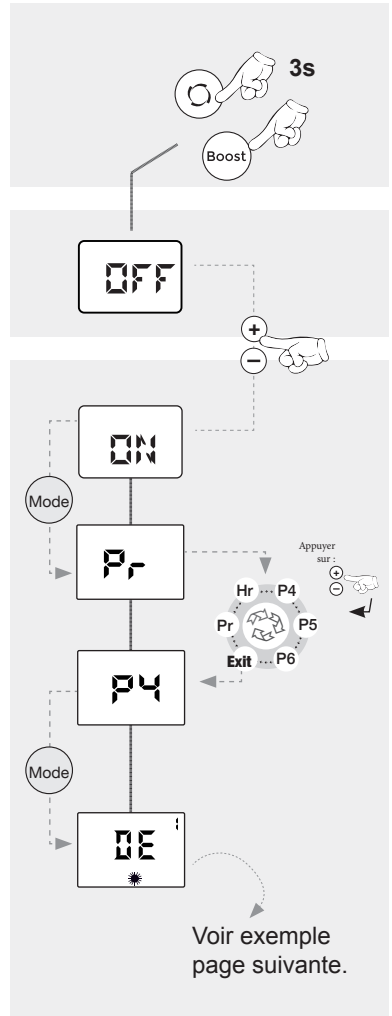 3s
Boost
OFF
+
−
ON
Mode
Pr
Appuyer
sur :
+
−
Hr ... P4
Pr P5
Exit ... P6
P4
Mode
DE 1
Voir exemple
page suivante.